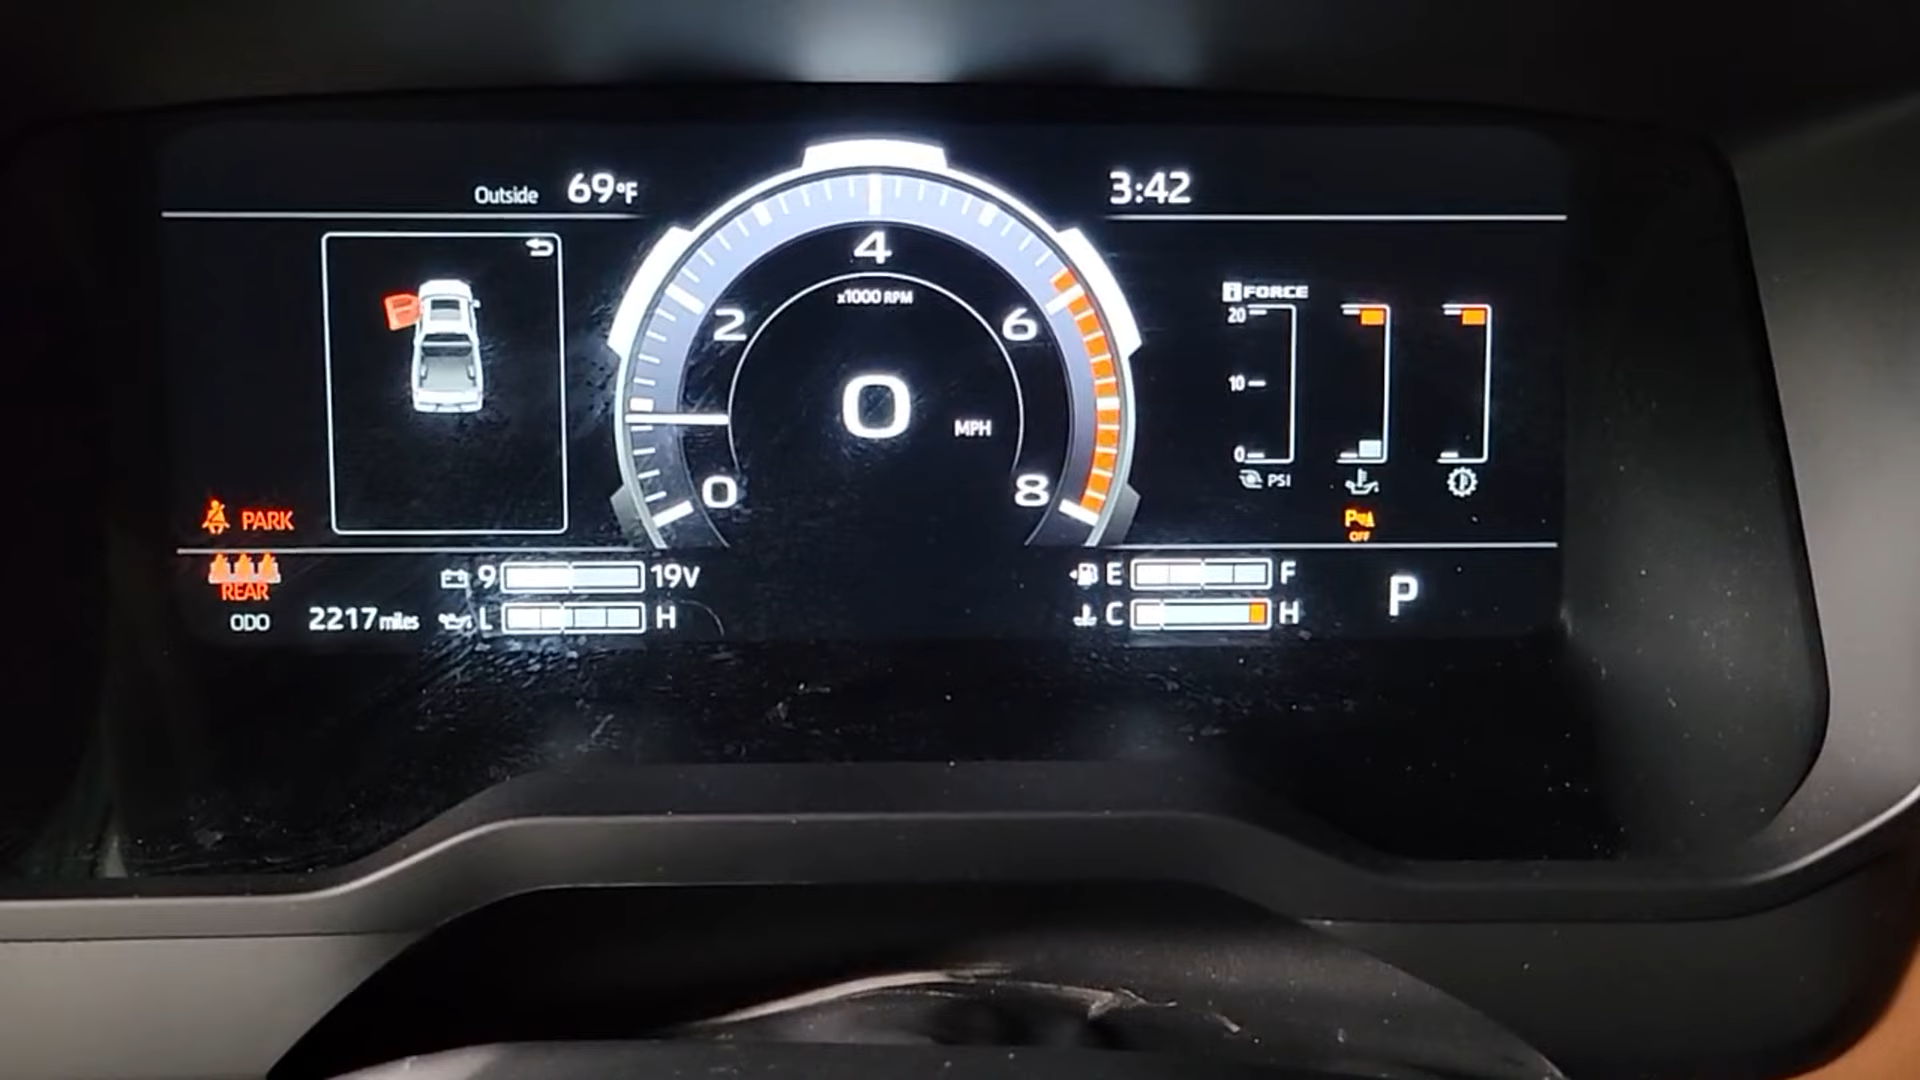 Outside 69°F
3:42
4
x1000 RPM
2
6
0
MPH
0
8
i FORCE
20
10
0
PSI
PARK
P OFF
REAR
9
19V
E
F
P
ODO 2217 miles
L
H
C
H